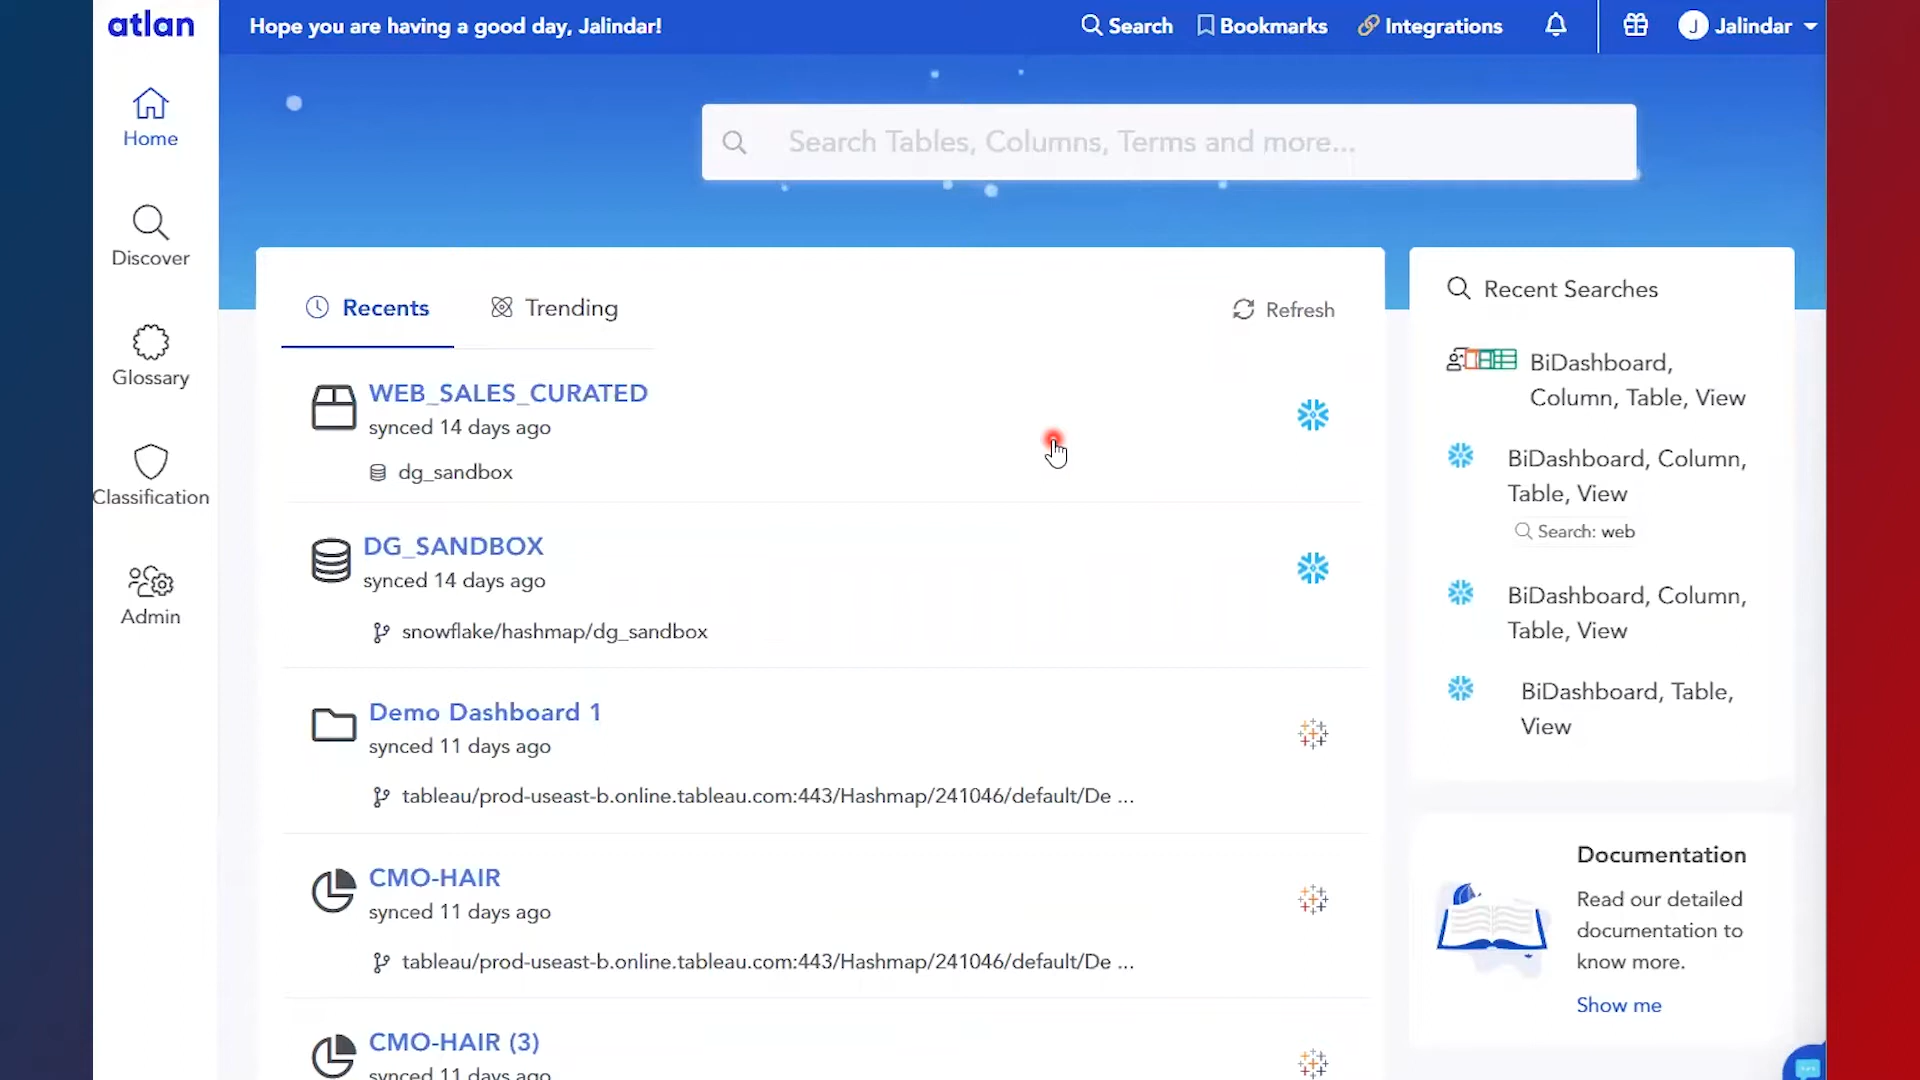 atlan
Hope you are having a good day, Jalindar!
Search
Bookmarks
Integrations
J
Jalindar
Home
Discover
Glossary
Classification
Admin
Search Tables, Columns, Terms and more...
Recents
Trending
Refresh
WEB_SALES_CURATED
synced 14 days ago
dg_sandbox
DG_SANDBOX
synced 14 days ago
snowflake/hashmap/dg_sandbox
Demo Dashboard 1
synced 11 days ago
tableau/prod-useast-b.online.tableau.com:443/Hashmap/241046/default/De ...
CMO-HAIR
synced 11 days ago
tableau/prod-useast-b.online.tableau.com:443/Hashmap/241046/default/De ...
CMO-HAIR (3)
synced 11 days ago
Recent Searches
BiDashboard,
Column, Table, View
BiDashboard, Column,
Table, View
Search: web
BiDashboard, Column,
Table, View
BiDashboard, Table,
View
Documentation
Read our detailed
documentation to
know more.
Show me